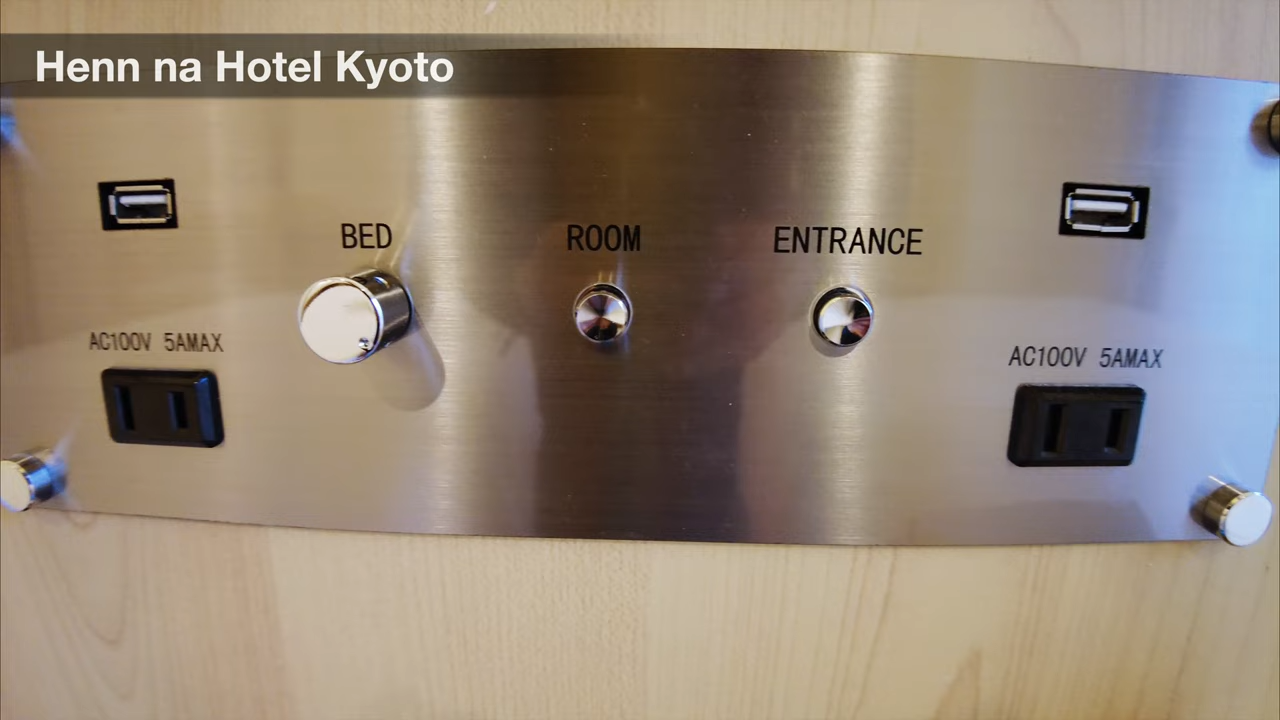 Henn na Hotel Kyoto
BED
ROOM
ENTRANCE
AC100V 5AMAX
AC100V 5AMAX